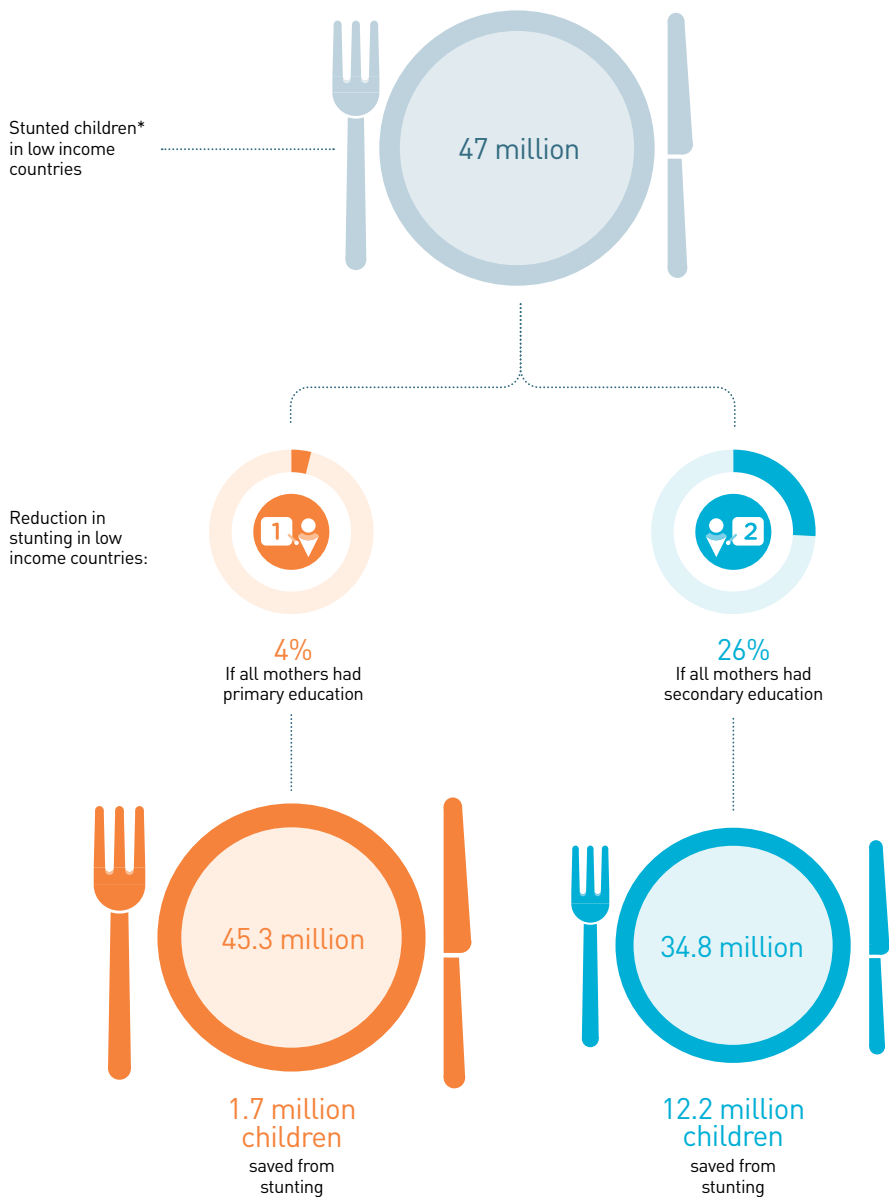 Stunted children*
in low income
countries
47 million
Reduction in
stunting in low
income countries:
1
2
4%
If all mothers had
primary education
26%
If all mothers had
secondary education
45.3 million
34.8 million
1.7 million
children
saved from
stunting
12.2 million
children
saved from
stunting